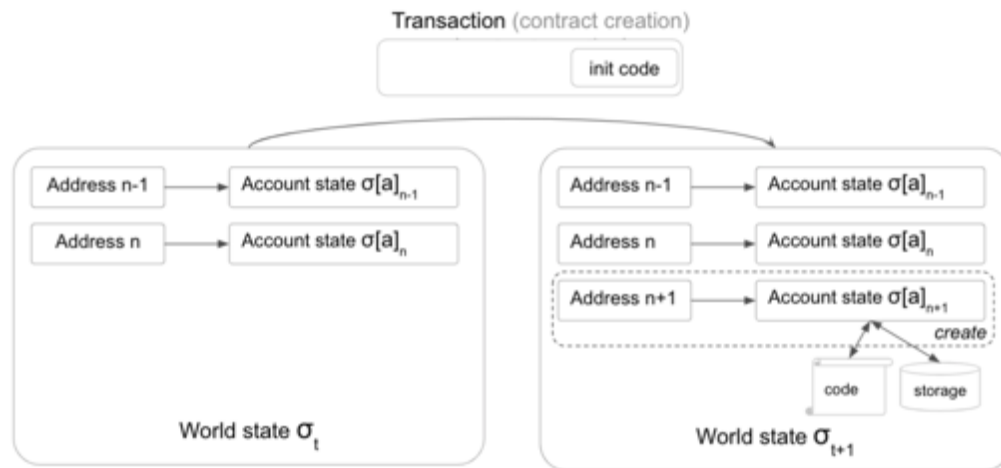 Transaction (contract creation)
init code
Address n-1
Account state σ[a]n-1
Address n
Account state σ[a]n
World state σt
Address n-1
Account state σ[a]n-1
Address n
Account state σ[a]n
Address n+1
Account state σ[a]n+1
create
code
storage
World state σt+1